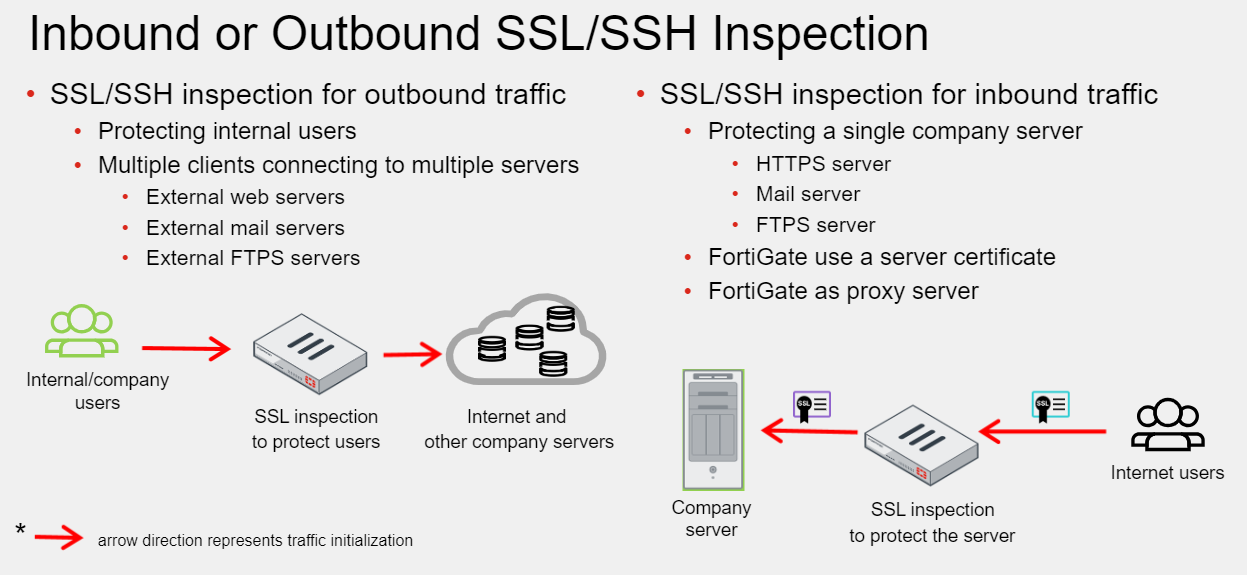 Inbound or Outbound SSL/SSH Inspection
• SSL/SSH inspection for outbound traffic
• Protecting internal users
• Multiple clients connecting to multiple servers
• External web servers
• External mail servers
• External FTPS servers
Internal/company
users
SSL inspection
to protect users
Internet and
other company servers
* arrow direction represents traffic initialization
• SSL/SSH inspection for inbound traffic
• Protecting a single company server
• HTTPS server
• Mail server
• FTPS server
• FortiGate use a server certificate
• FortiGate as proxy server
SSL
SSL
Company
server
SSL inspection
to protect the server
Internet users